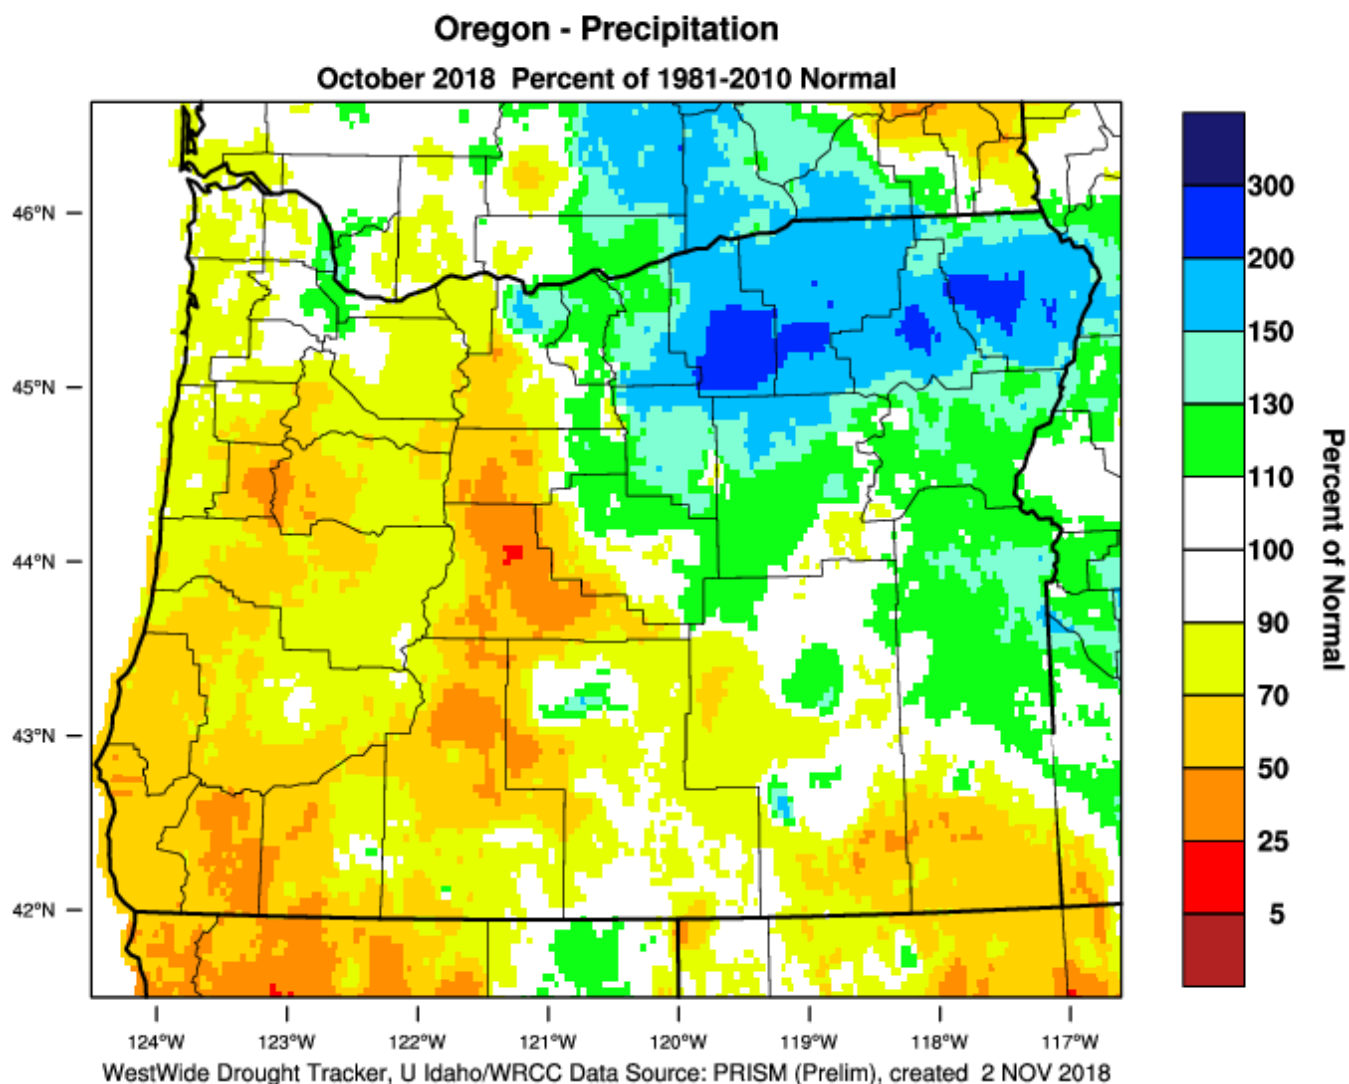 Oregon - Precipitation
October 2018  Percent of 1981-2010 Normal
46°N
45°N
44°N
43°N
42°N
124°W
123°W
122°W
121°W
120°W
119°W
118°W
117°W
300
200
150
130
110
100
90
70
50
25
5
Percent of Normal
WestWide Drought Tracker, U Idaho/WRCC Data Source: PRISM (Prelim), created  2 NOV 2018